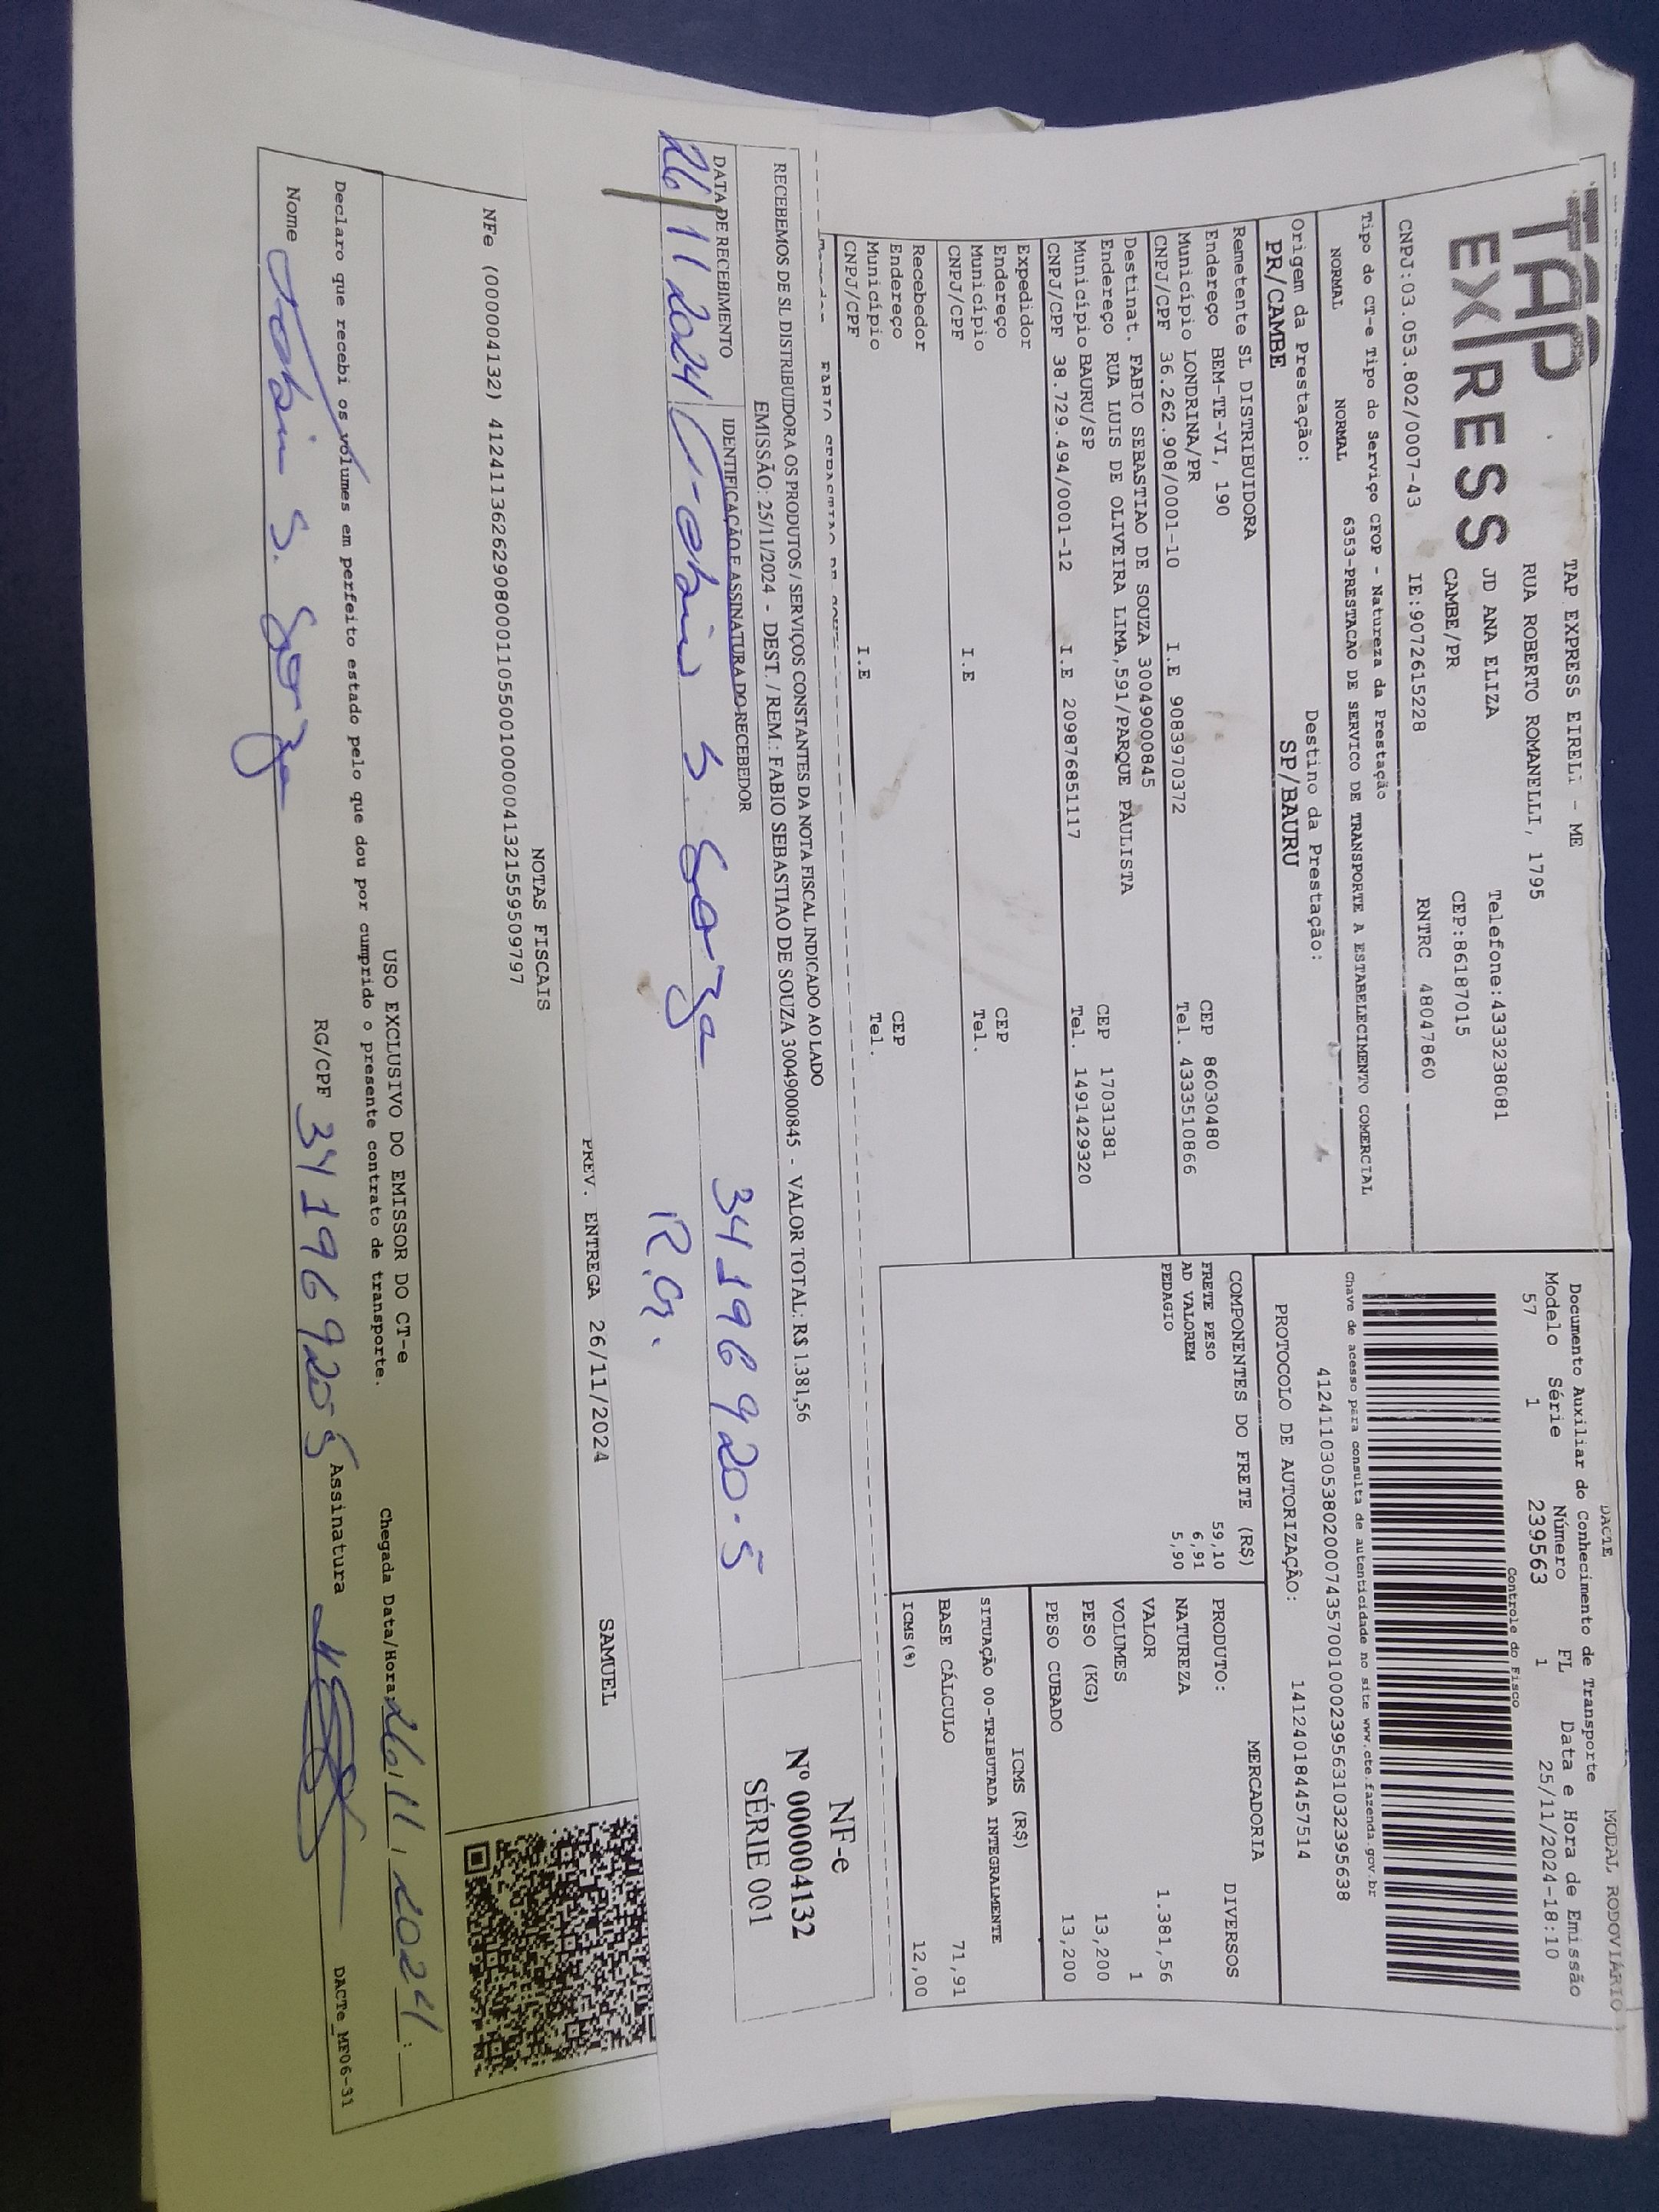 TAP
EXPRESS
TAP EXPRESS EIRELI - ME
RUA ROBERTO ROMANELLI, 1795
JD ANA ELIZA
Telefone:4333238081
CAMBE/PR
CEP:86187015
CNPJ:03.053.802/0007-43
IE:9072615228
RNTRC 48047860
DACTE
MODAL RODOVIÁRIO
Documento Auxiliar do Conhecimento de Transporte
Modelo Série Número FL Data e Hora de Emissão
57 1 239563 1 25/11/2024-18:10
Controle do Fisco
Chave de acesso para consulta de autenticidade no site www.cte.fazenda.gov.br
41241103053802000743570010002395631032395638
PROTOCOLO DE AUTORIZAÇÃO: 141240184457514
Tipo do CT-e Tipo do Serviço CFOP - Natureza da Prestação
NORMAL NORMAL 6353-PRESTACAO DE SERVICO DE TRANSPORTE A ESTABELECIMENTO COMERCIAL
Origem da Prestação: Destino da Prestação:
PR/CAMBE SP/BAURU
Remetente SL DISTRIBUIDORA
Endereço BEM-TE-VI, 190 CEP 86030480
Município LONDRINA/PR Tel. 4333510866
CNPJ/CPF 36.262.908/0001-10 I.E 9083970372
Destinat. FABIO SEBASTIAO DE SOUZA 30049000845
Endereço RUA LUIS DE OLIVEIRA LIMA,591/PARQUE PAULISTA CEP 17031381
Município BAURU/SP Tel. 1491429320
CNPJ/CPF 38.729.494/0001-12 I.E 209876851117
Expedidor
Endereço CEP
Município Tel.
CNPJ/CPF I.E
Recebedor
Endereço CEP
Município Tel.
CNPJ/CPF I.E
COMPONENTES DO FRETE (R$)
FRETE PESO 59,10
AD VALOREM 6,91
PEDAGIO 5,90
MERCADORIA
PRODUTO: DIVERSOS
NATUREZA
VALOR 1.381,56
VOLUMES 1
PESO (KG) 13,200
PESO CUBADO 13,200
ICMS (R$)
SITUAÇÃO 00-TRIBUTADA INTEGRALMENTE
BASE CÁLCULO 71,91
ICMS(%) 12,00
RECEBEMOS DE SL DISTRIBUIDORA OS PRODUTOS / SERVIÇOS CONSTANTES DA NOTA FISCAL INDICADO AO LADO
EMISSÃO: 25/11/2024 - DEST. / REM.: FABIO SEBASTIAO DE SOUZA 30049000845 - VALOR TOTAL: R$ 1.381,56
DATA DE RECEBIMENTO
IDENTIFICAÇÃO E ASSINATURA DO RECEBEDOR
26/11/2024 Fabio S. Souza 34196920.5
R.G.
NF-e
Nº 000004132
SÉRIE 001
PREV. ENTREGA 26/11/2024
SAMUEL
NOTAS FISCAIS
NFe (000004132) 41241136262908000110550010000041321559509797
USO EXCLUSIVO DO EMISSOR DO CT-e
Declaro que recebi os volumes em perfeito estado pelo que dou por cumprido o presente contrato de transporte.
Chegada Data/Hora: 26/11/2024 :
Nome Fabio S. Souza RG/CPF 341969205 Assinatura
DACTe_MF06-31